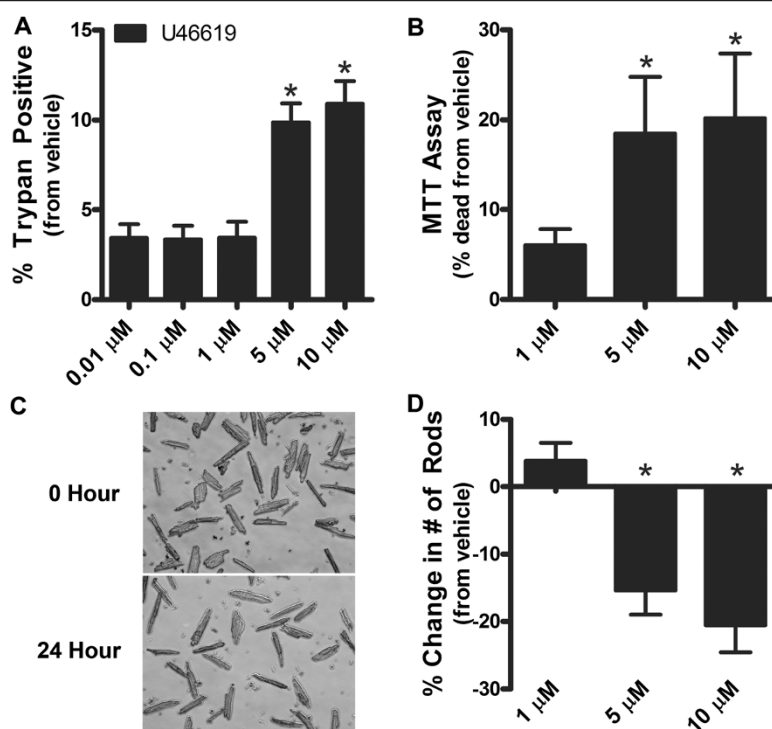 A
% Trypan Positive
(from vehicle)
15
10
5
0
U46619
*
*
0.01 μM
0.1 μM
1 μM
5 μM
10 μM
B
MTT Assay
(% dead from vehicle)
30
20
10
0
*
*
1 μM
5 μM
10 μM
C
0 Hour
24 Hour
D
% Change in # of Rods
(from vehicle)
10
0
-10
-20
-30
*
*
1 μM
5 μM
10 μM